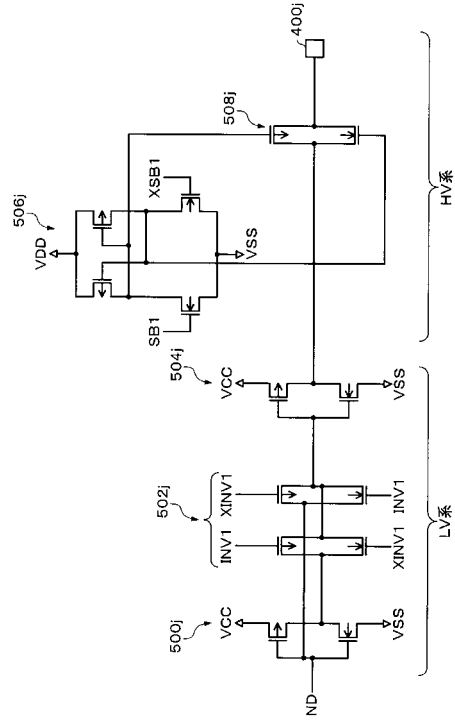 400j
508j
506j
VDD
XSB1
SB1
VSS
HV系
504j
VCC
VSS
502j
XINV1
INV1
INV1
XINV1
500j
VCC
VSS
ND
LV系